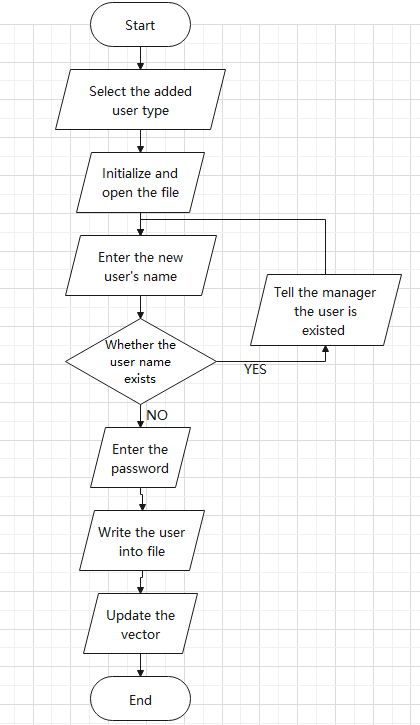 Start
Select the added
user type
Initialize and
open the file
Enter the new
user's name
Tell the manager
the user is
existed
Whether the
user name
exists
YES
NO
Enter the
password
Write the user
into file
Update the
vector
End